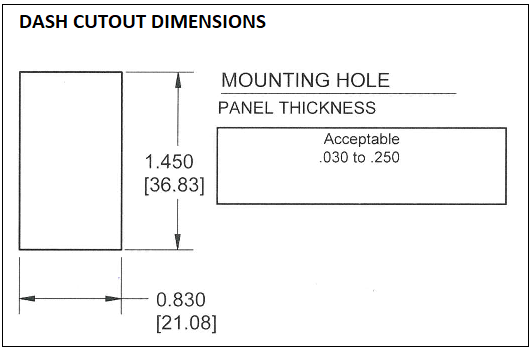 DASH CUTOUT DIMENSIONS
MOUNTING HOLE
PANEL THICKNESS
Acceptable
.030 to .250
1.450
[36.83]
0.830
[21.08]